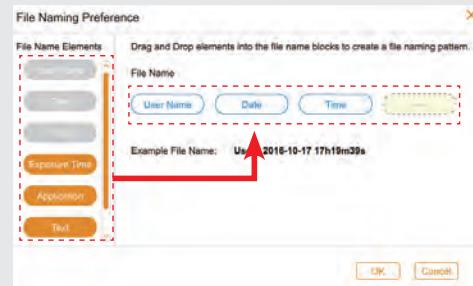 File Naming Preference
File Name Elements
Drag and Drop elements into the file name blocks to create a file naming pattern.
File Name
User Name
Date
Time
Exposure Time
Application
Text
Example File Name: 2016-10-17 17h19m39s
OK
Cancel